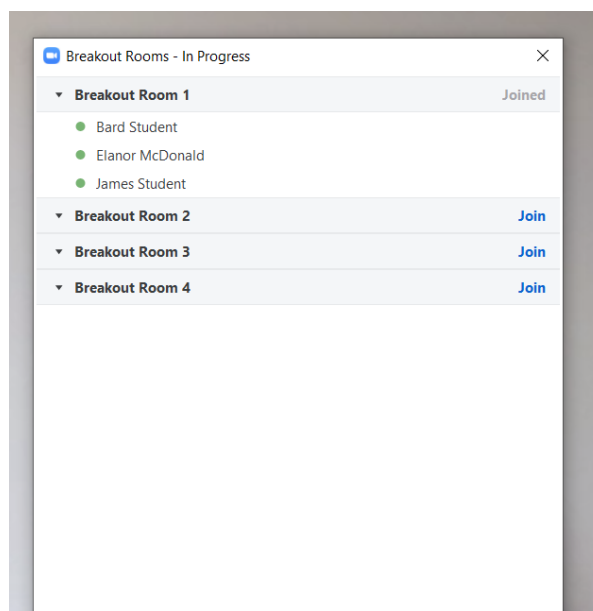 Breakout Rooms - In Progress
Breakout Room 1 Joined
Bard Student
Elanor McDonald
James Student
Breakout Room 2 Join
Breakout Room 3 Join
Breakout Room 4 Join